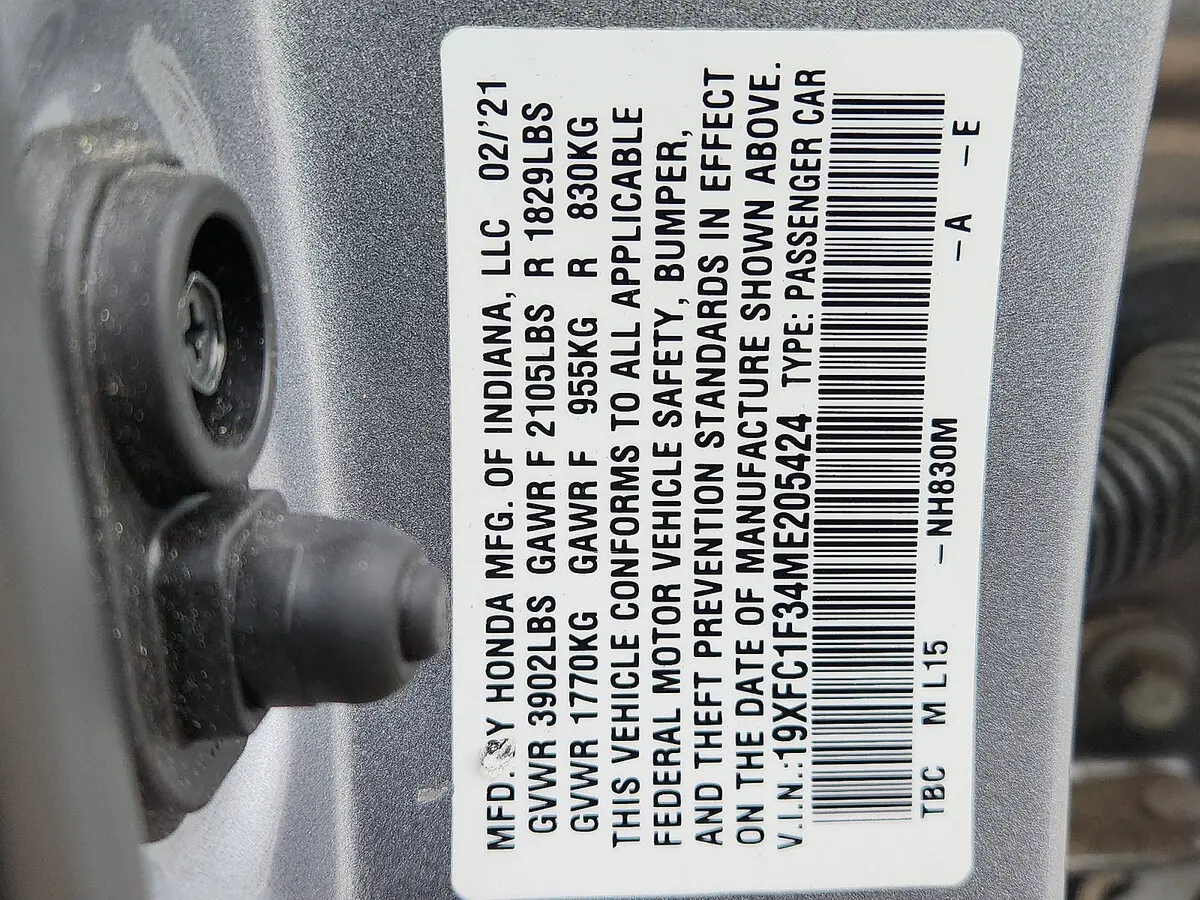 MFD. Y HONDA MFG. OF INDIANA, LLC 02/'21
GVWR 3902LBS GAWR F 2105LBS R 1829LBS
GVWR 1770KG GAWR F 955KG R 830KG
THIS VEHICLE CONFORMS TO ALL APPLICABLE
FEDERAL MOTOR VEHICLE SAFETY, BUMPER,
AND THEFT PREVENTION STANDARDS IN EFFECT
ON THE DATE OF MANUFACTURE SHOWN ABOVE.
V.I.N.:19XFC1F34ME205424 TYPE: PASSENGER CAR
TBC M L15 –NH830M –A –E